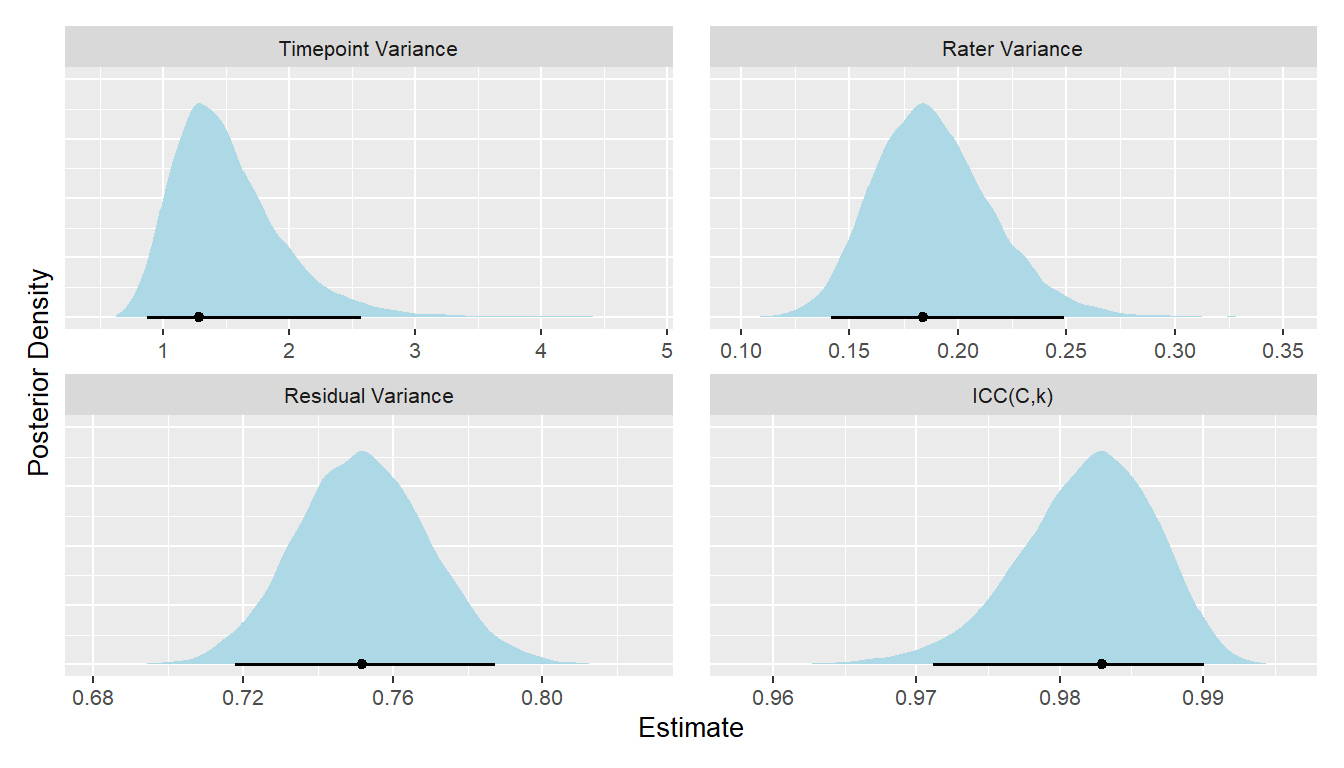 Timepoint Variance
Rater Variance
1 2 3 4 5
0.10 0.15 0.20 0.25 0.30 0.35
Residual Variance
ICC(C,k)
0.68 0.72 0.76 0.80
0.96 0.97 0.98 0.99
Posterior Density
Estimate